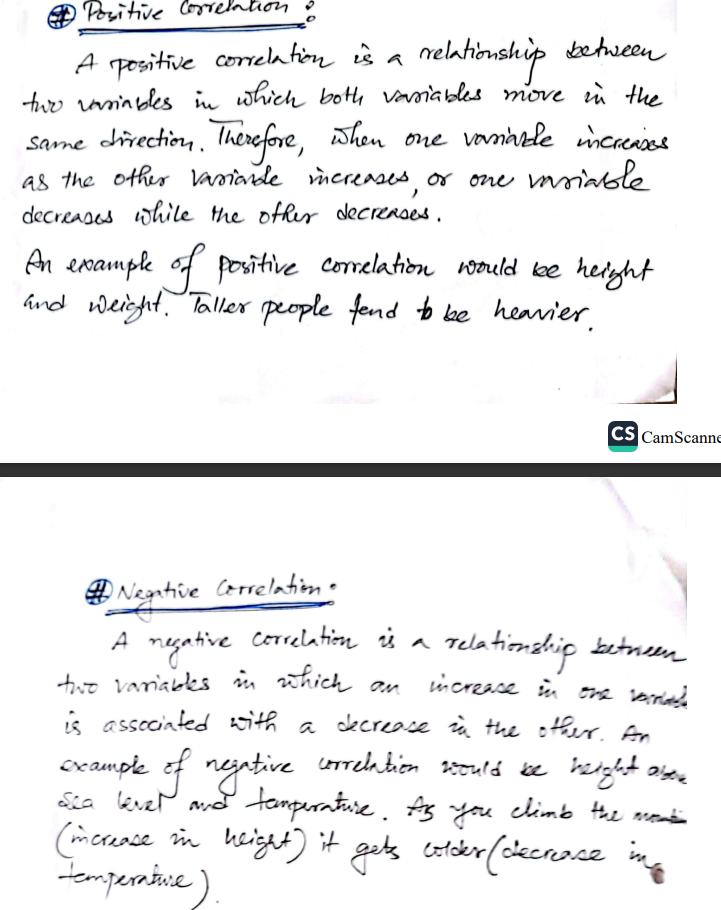 # Positive Correlation :
A positive correlation is a relationship between
two variables in which both variables move in the
same direction. Therefore, when one variable increases
as the other variable increases, or one variable
decreases while the other decreases.
An example of positive correlation would be height
and weight. Taller people tend to be heavier.
CS CamScanne
# Negative Correlation :
A negative correlation is a relationship between
two variables in which an increase in one variable
is associated with a decrease in the other. An
example of negative correlation would be height above
sea level and temperature. As you climb the
(increase in height) it gets colder (decrease in
temperature).